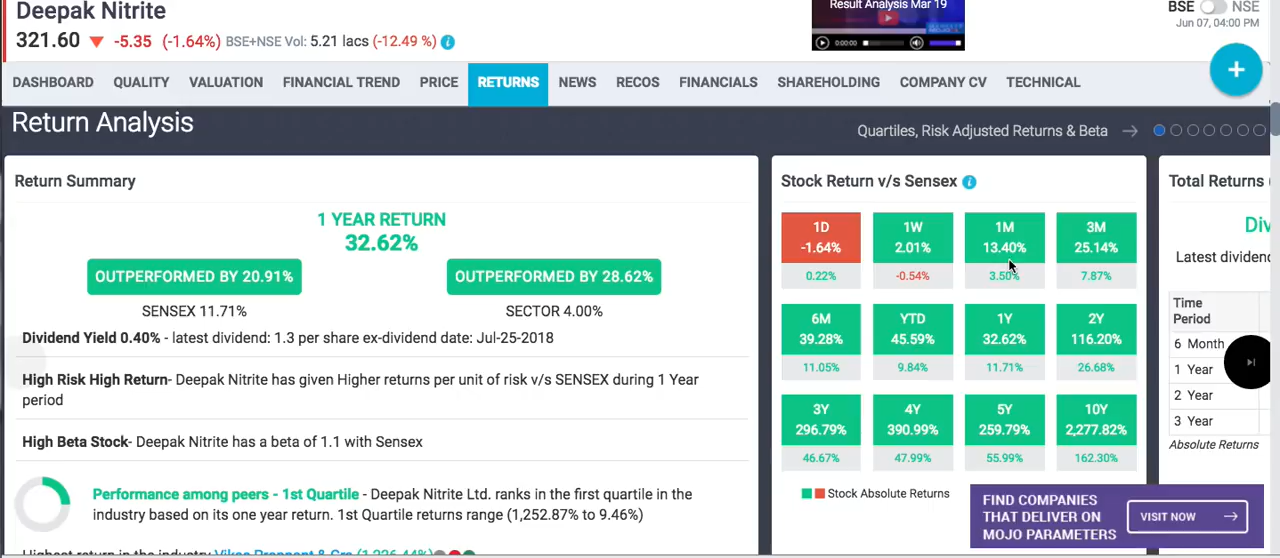 Deepak Nitrite
Result Analysis Mar 19
BSE NSE
321.60 -5.35 (-1.64%) BSE+NSE Vol: 5.21 lacs (-12.49 %)
0:00:00
Jun 07, 04:00 PM
+
DASHBOARD QUALITY VALUATION FINANCIAL TREND PRICE RETURNS NEWS RECOS FINANCIALS SHAREHOLDING COMPANY CV TECHNICAL
Return Analysis
Quartiles, Risk Adjusted Returns & Beta
Return Summary
1 YEAR RETURN
32.62%
OUTPERFORMED BY 20.91% OUTPERFORMED BY 28.62%
SENSEX 11.71% SECTOR 4.00%
Dividend Yield 0.40% - latest dividend: 1.3 per share ex-dividend date: Jul-25-2018
High Risk High Return- Deepak Nitrite has given Higher returns per unit of risk v/s SENSEX during 1 Year
period
High Beta Stock- Deepak Nitrite has a beta of 1.1 with Sensex
Performance among peers - 1st Quartile - Deepak Nitrite Ltd. ranks in the first quartile in the
industry based on its one year return. 1st Quartile returns range (1,252.87% to 9.46%)
Highest return in the industry
Stock Return v/s Sensex
1D 1W 1M 3M
-1.64% 2.01% 13.40% 25.14%
0.22% -0.54% 3.50% 7.87%
6M YTD 1Y 2Y
39.28% 45.59% 32.62% 116.20%
11.05% 9.84% 11.71% 26.68%
3Y 4Y 5Y 10Y
296.79% 390.99% 259.79% 2,277.82%
46.67% 47.99% 55.99% 162.30%
Stock Absolute Returns
Total Returns
Div
Latest dividen
Time
Period
6 Month
1 Year
2 Year
3 Year
Absolute Returns
FIND COMPANIES
THAT DELIVER ON
MOJO PARAMETERS
VISIT NOW